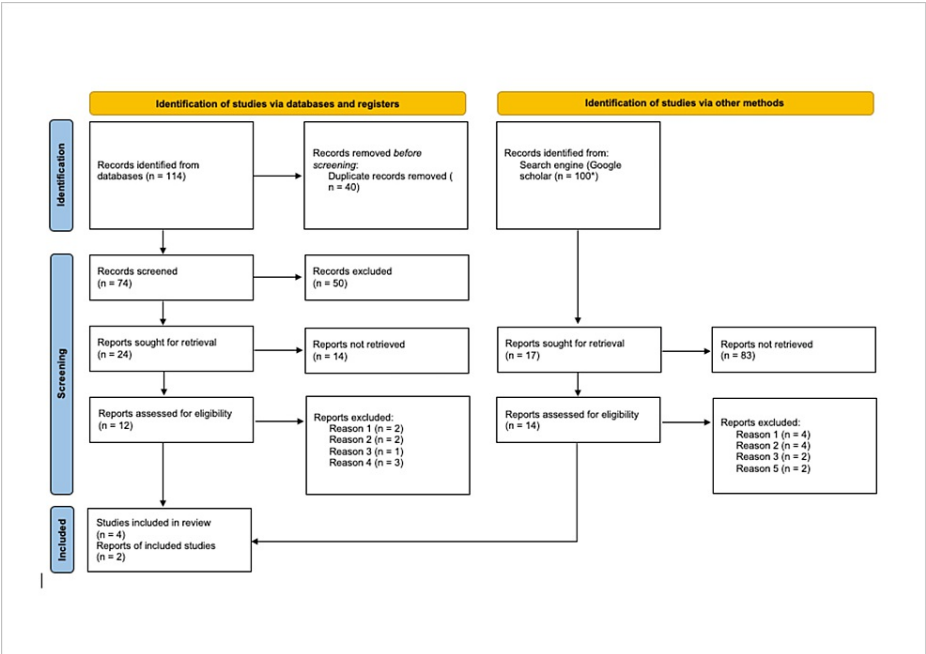 Identification of studies via databases and registers
Identification of studies via other methods
Identification
Records identified from
databases (n = 114)
Records removed before
screening:
Duplicate records removed (
n = 40)
Records identified from:
Search engine (Google
scholar (n = 100*)
Screening
Records screened
(n = 74)
Records excluded
(n = 50)
Reports sought for retrieval
(n = 24)
Reports not retrieved
(n = 14)
Reports sought for retrieval
(n = 17)
Reports not retrieved
(n = 83)
Reports assessed for eligibility
(n = 12)
Reports excluded:
Reason 1 (n = 2)
Reason 2 (n = 2)
Reason 3 (n = 1)
Reason 4 (n = 3)
Reports assessed for eligibility
(n = 14)
Reports excluded:
Reason 1 (n = 4)
Reason 2 (n = 4)
Reason 3 (n = 2)
Reason 5 (n = 2)
Included
Studies included in review
(n = 4)
Reports of included studies
(n = 2)